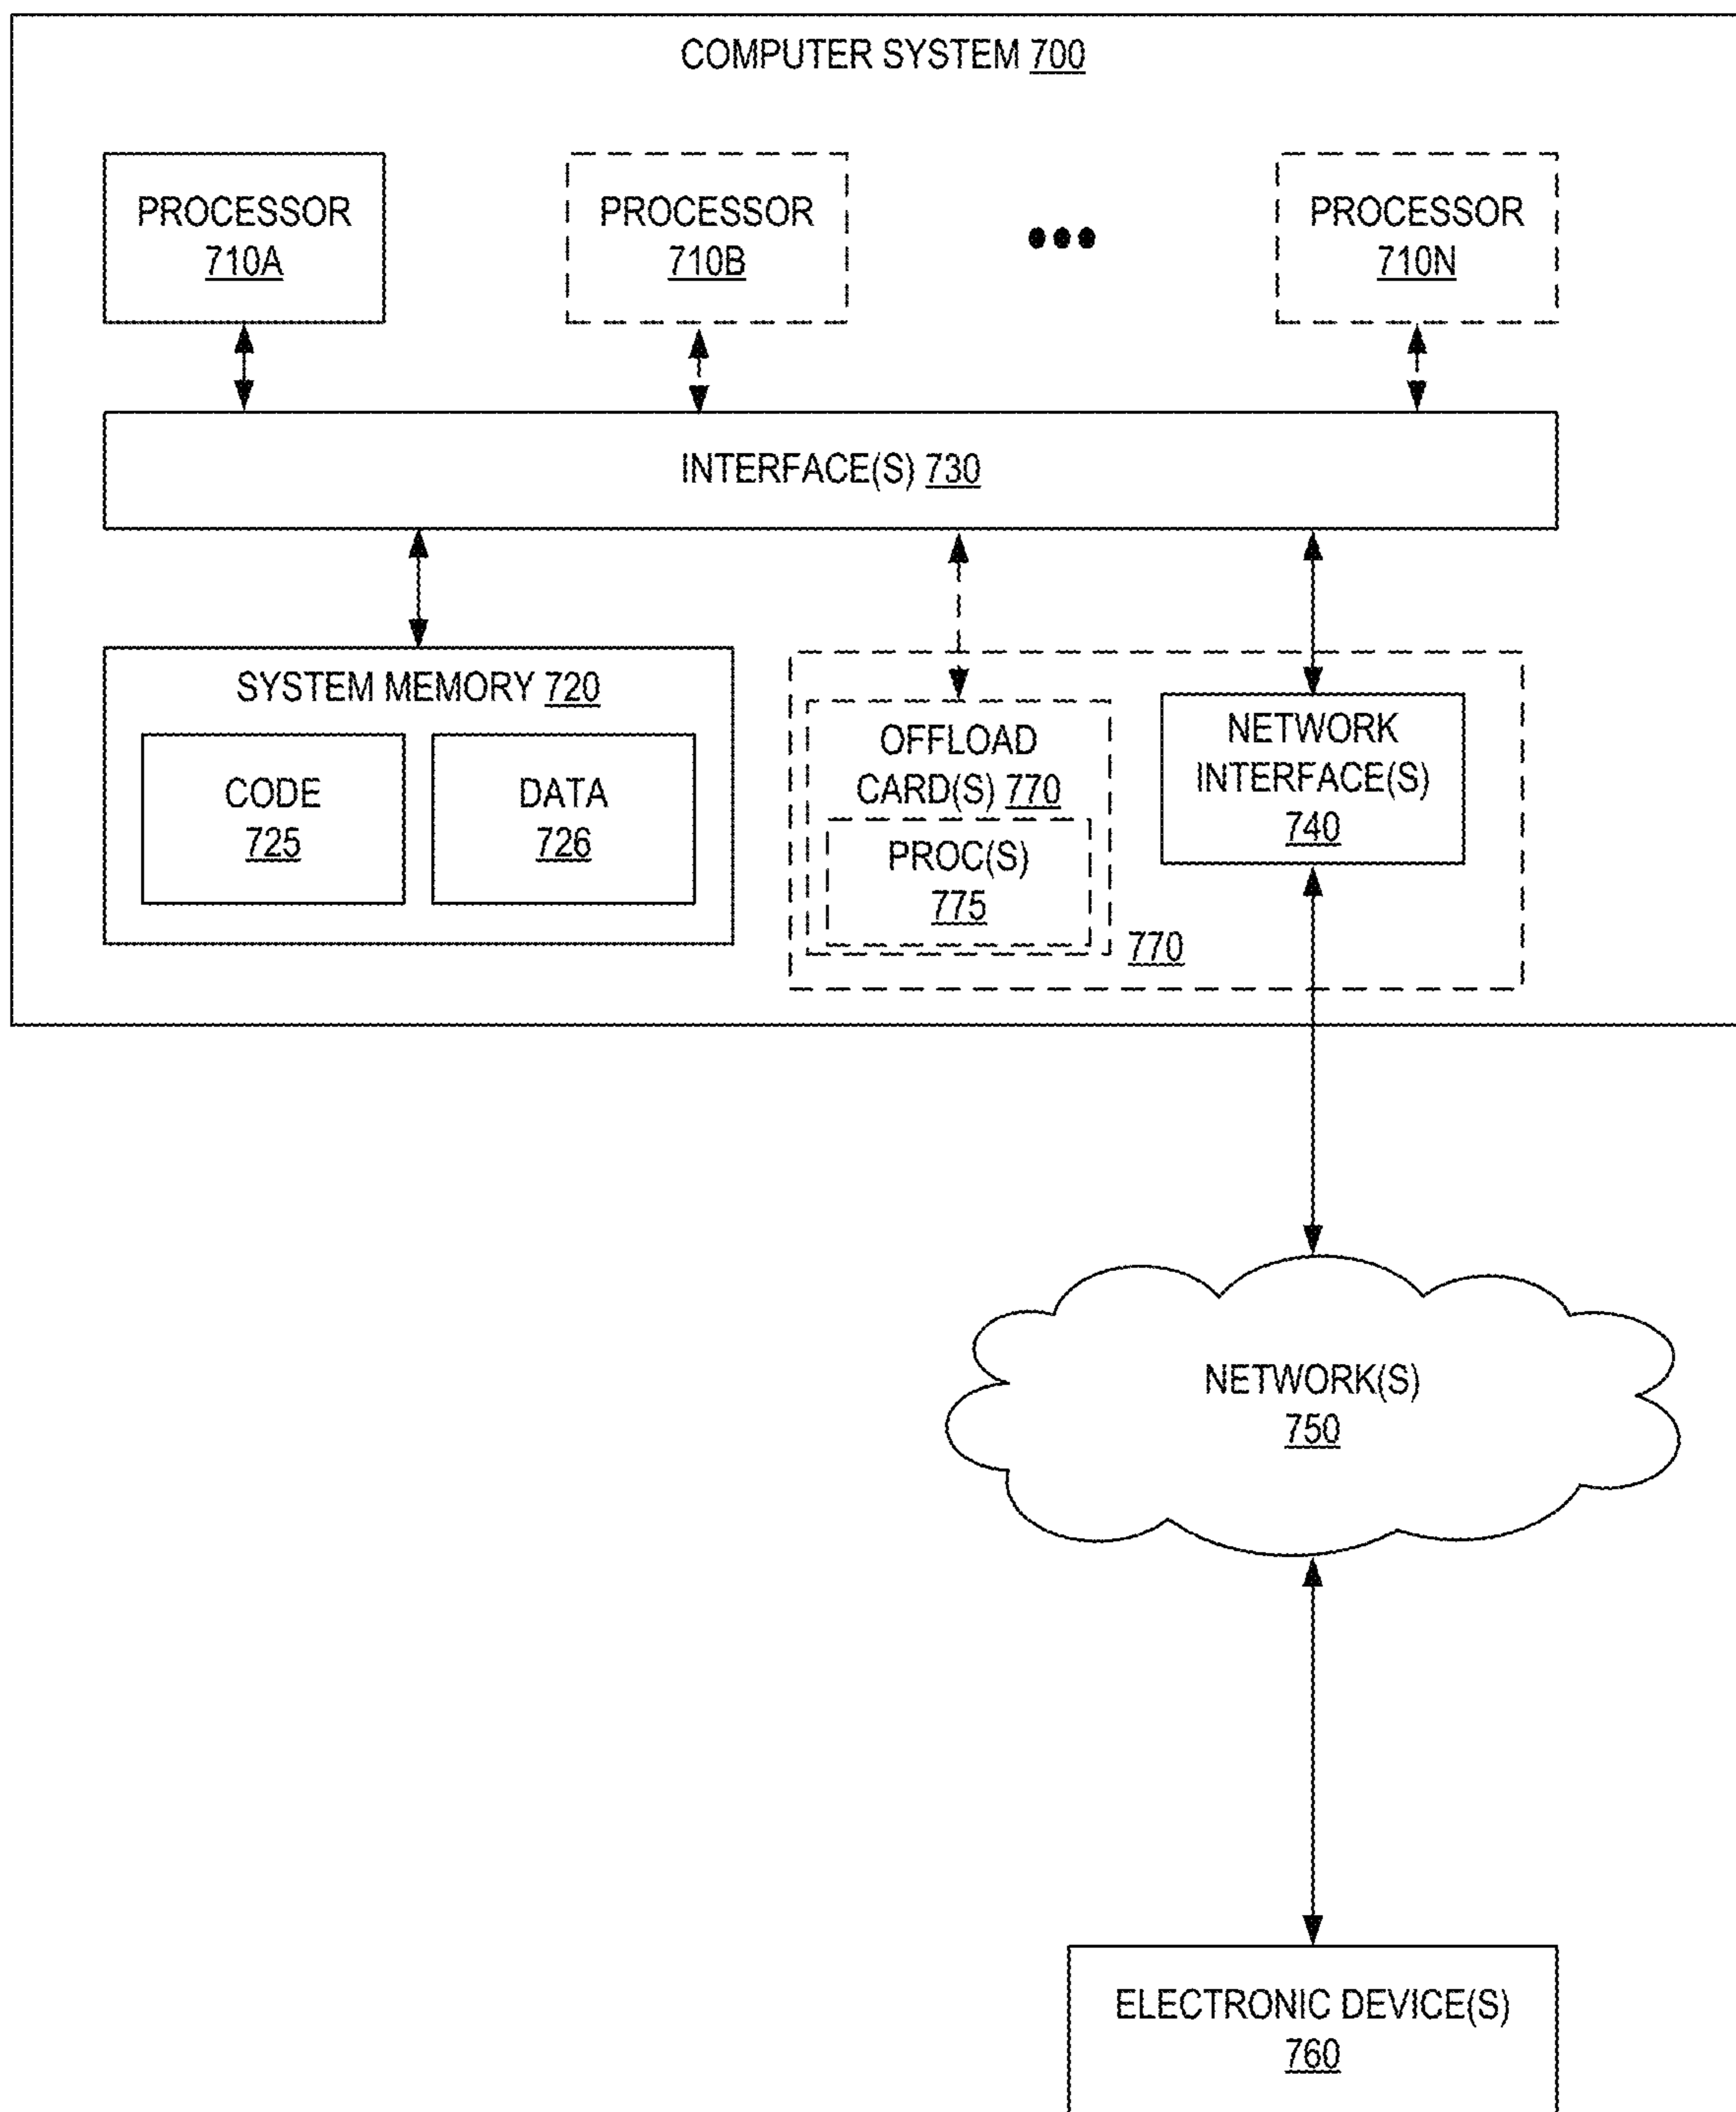 COMPUTER SYSTEM 700
PROCESSOR
710A
PROCESSOR
710B
PROCESSOR
710N
INTERFACE(S) 730
SYSTEM MEMORY 720
CODE
725
DATA
726
OFFLOAD
CARD(S) 770
PROC(S)
775
770
NETWORK
INTERFACE(S)
740
NETWORK(S)
750
ELECTRONIC DEVICE(S)
760